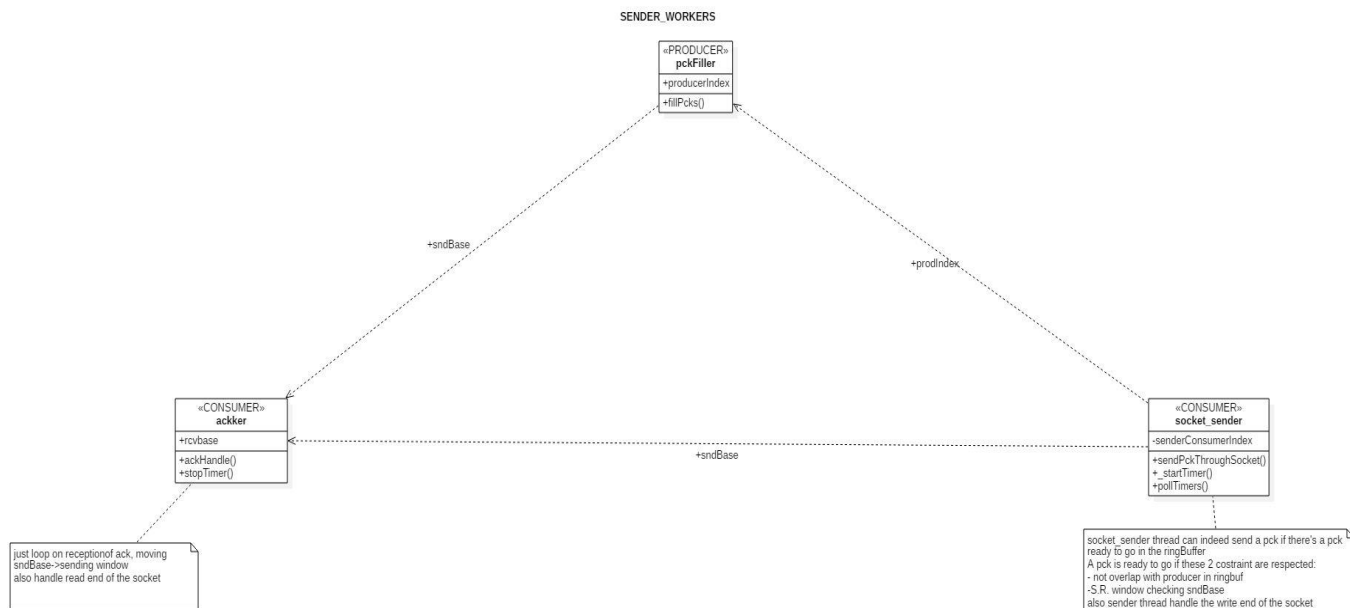 SENDER_WORKERS
«PRODUCER»
pckFiller
+producerIndex
+fillPcks()
+sndBase
+prodIndex
«CONSUMER»
ackker
+rcvbase
+ackHandle()
+stopTimer()
+sndBase
«CONSUMER»
socket_sender
-senderConsumerIndex
+sendPckThroughSocket()
+_startTimer()
+pollTimers()
just loop on receptionof ack, moving
sndBase->sending window
also handle read end of the socket
socket_sender thread can indeed send a pck if there's a pck
ready to go in the ringBuffer
A pck is ready to go if these 2 costraint are respected:
- not overlap with producer in ringbuf
-S.R. window checking sndBase
also sender thread handle the write end of the socket